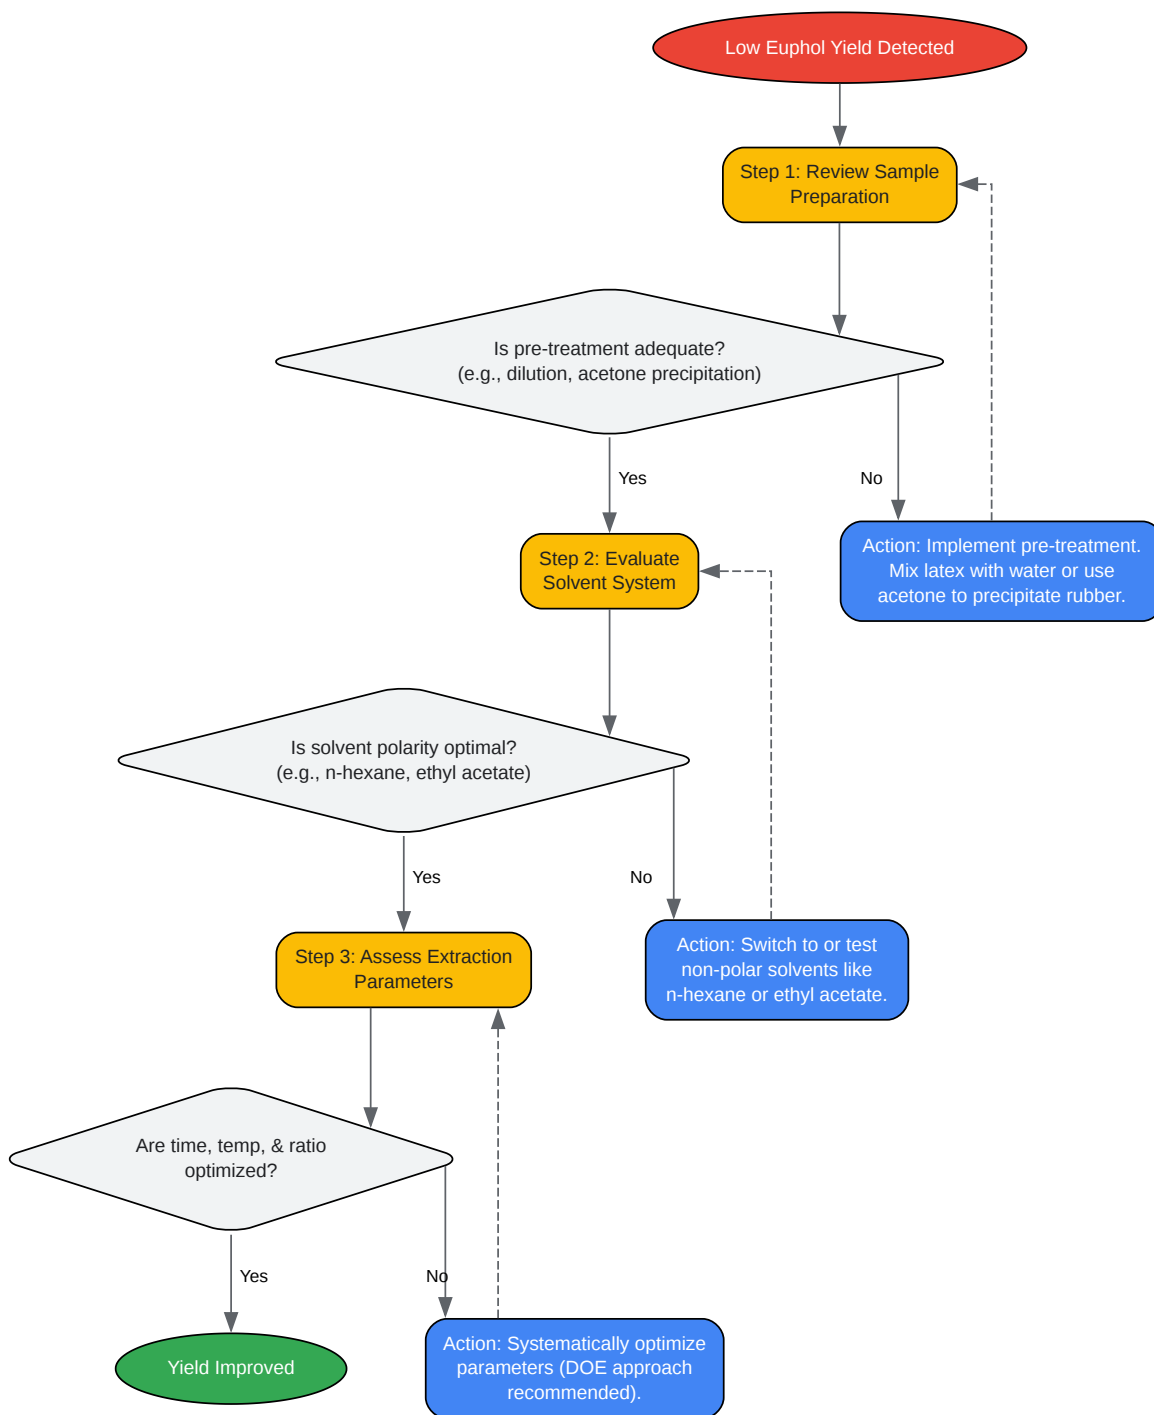 Low Euphol Yield Detected
Step 1: Review Sample
Preparation
Is pre-treatment adequate?
(e.g., dilution, acetone precipitation)
Yes
No
Action: Implement pre-treatment.
Mix latex with water or use
acetone to precipitate rubber.
Step 2: Evaluate
Solvent System
Is solvent polarity optimal?
(e.g., n-hexane, ethyl acetate)
Yes
No
Action: Switch to or test
non-polar solvents like
n-hexane or ethyl acetate.
Step 3: Assess Extraction
Parameters
Are time, temp, & ratio
optimized?
Yes
No
Action: Systematically optimize
parameters (DOE approach
recommended).
Yield Improved